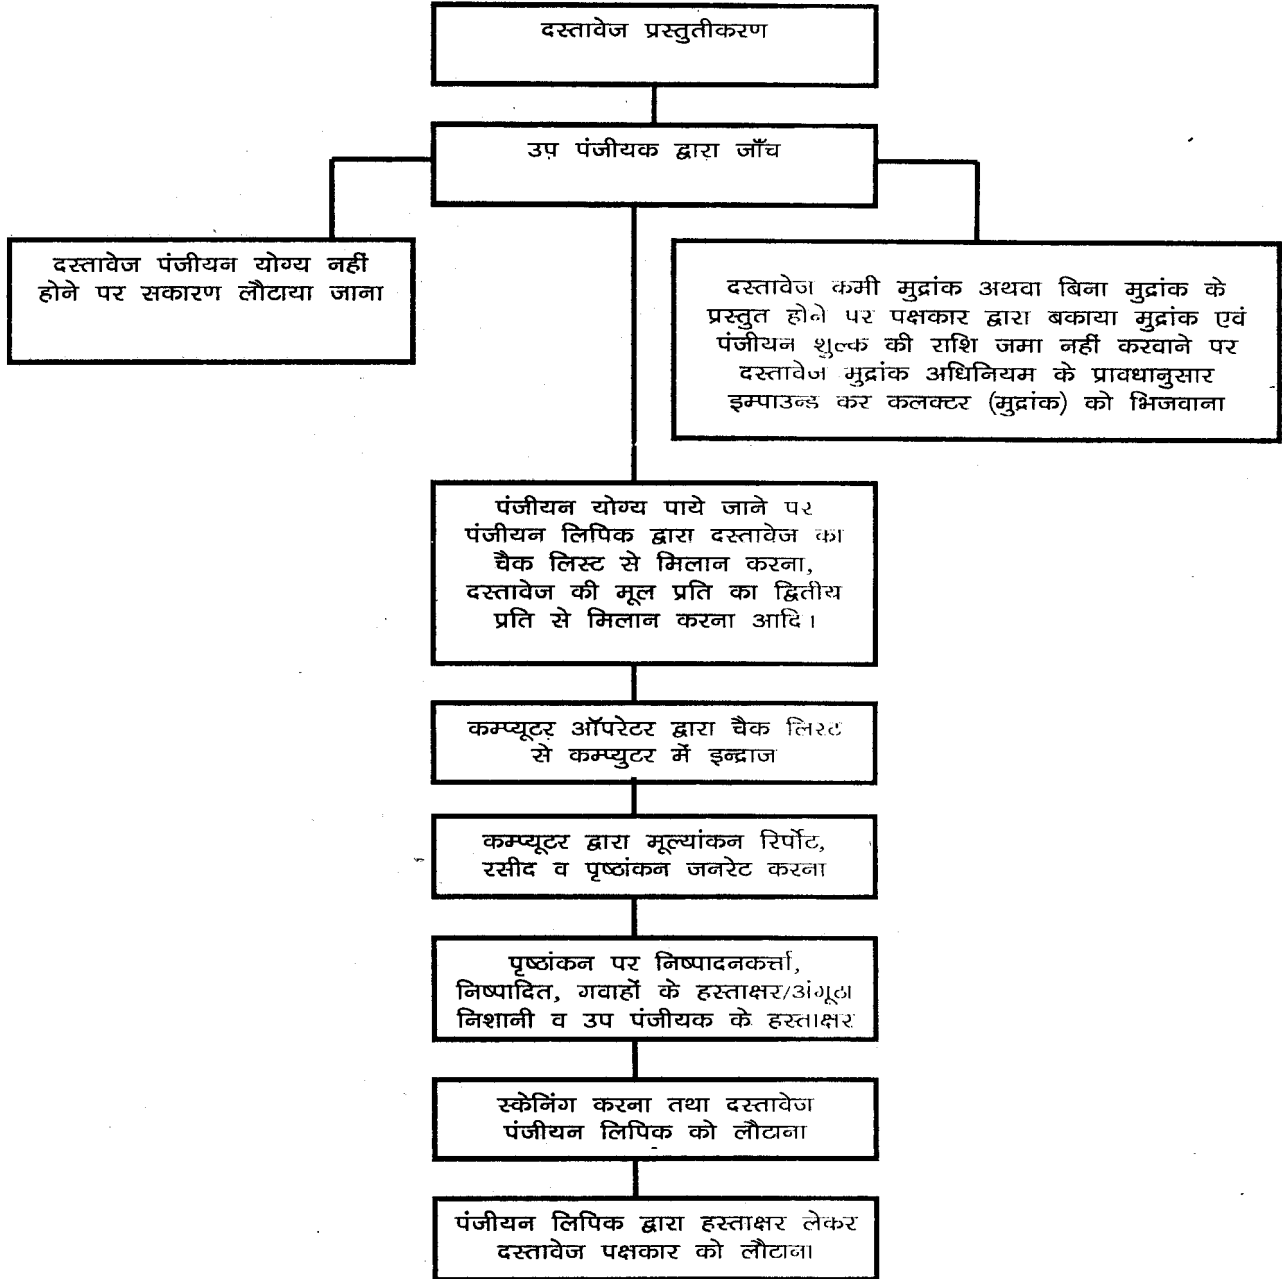 दस्तावेज प्रस्तुतीकरण
उप पंजीयक द्वारा जाँच
दस्तावेज पंजीयन योग्य नहीं
होने पर सकारण लौटाया जाना
दस्तावेज कमी मुद्रांक अथवा बिना मुद्रांक के
प्रस्तुत होने पर पक्षकार द्वारा बकाया मुद्रांक एवं
पंजीयन शुल्क की राशि जमा नहीं करवाने पर
दस्तावेज मुद्रांक अधिनियम के प्रावधानुसार
इम्पाउन्ड कर कलक्टर (मुद्रांक) को भिजवाना
पंजीयन योग्य पाये जाने पर
पंजीयन लिपिक द्वारा दस्तावेज का
चैक लिस्ट से मिलान करना,
दस्तावेज की मूल प्रति का द्वितीय
प्रति से मिलान करना आदि।
कम्प्यूटर ऑपरेटर द्वारा चैक लिस्ट
से कम्प्युटर में इन्द्राज
कम्प्यूटर द्वारा मूल्यांकन रिर्पोट,
रसीद व पृष्ठांकन जनरेट करना
पृष्ठांकन पर निष्पादनकर्त्ता,
निष्पादित, गवाहों के हस्ताक्षर/अंगूठा
निशानी व उप पंजीयक के हस्ताक्षर
स्केनिंग करना तथा दस्तावेज
पंजीयन लिपिक को लौटाना
पंजीयन लिपिक द्वारा हस्ताक्षर लेकर
दस्तावेज पक्षकार को लौटाना